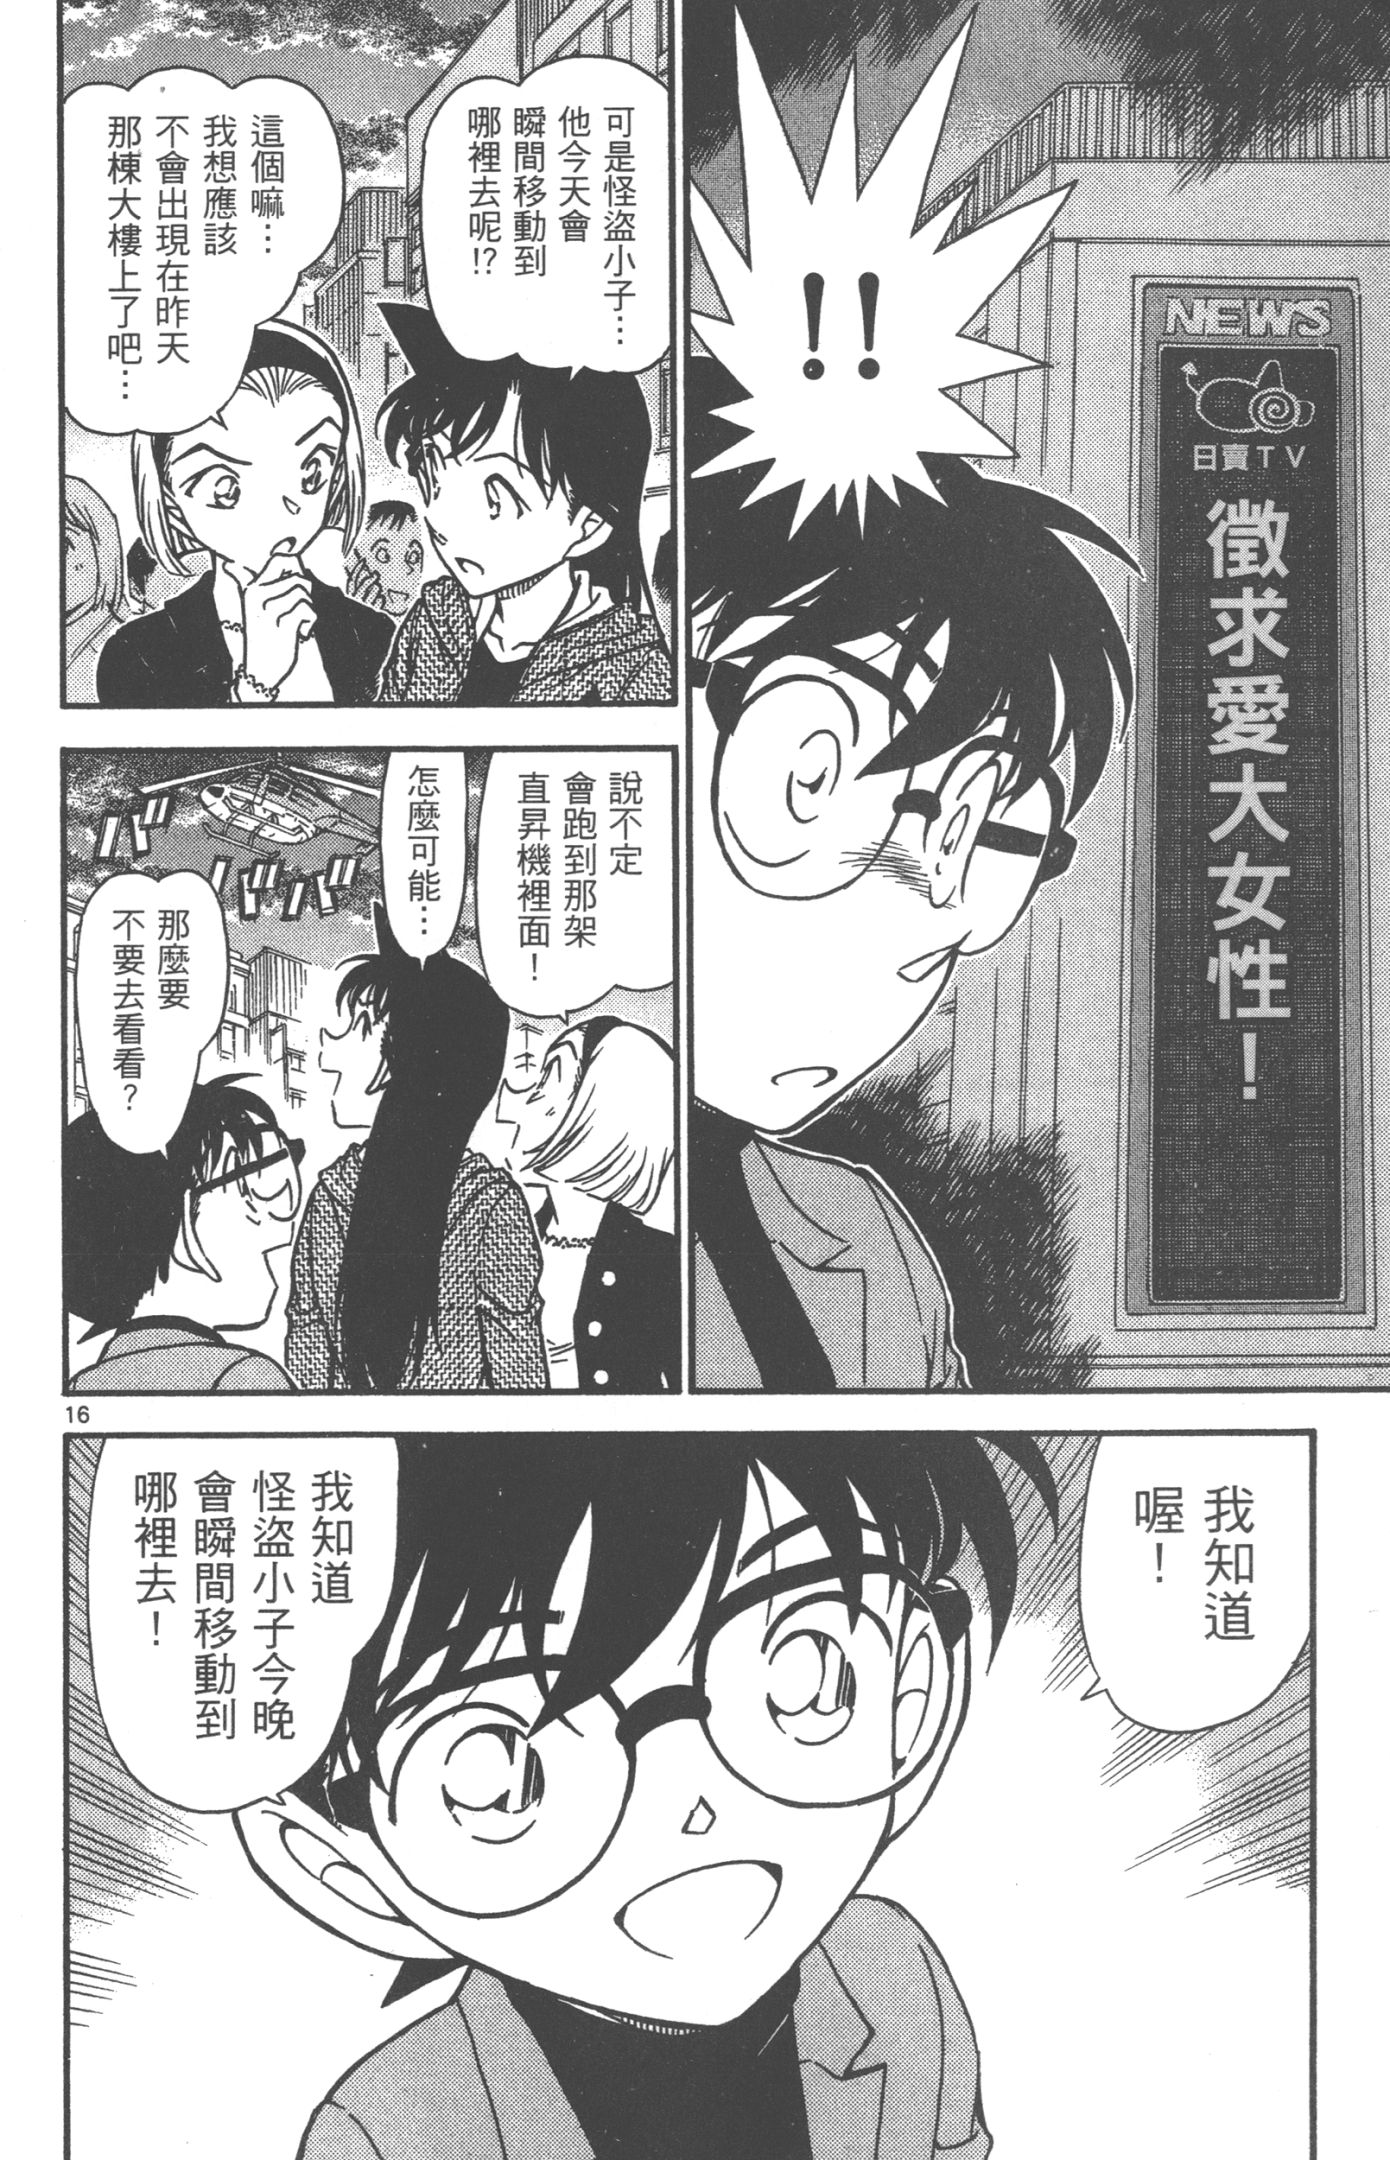 !!
NEWS
日賣TV
徵求愛大女性!
可是怪盜小子…
他今天會
瞬間移動到
哪裡去呢!?
這個嘛…
我想應該
不會出現在昨天
那棟大樓上了吧…
說不定
會跑到那架
直昇機裡面!
怎麼可能…
那麼要
不要去看看?
16
我知道
喔!
我知道
怪盜小子今晚
會瞬間移動到
哪裡去!